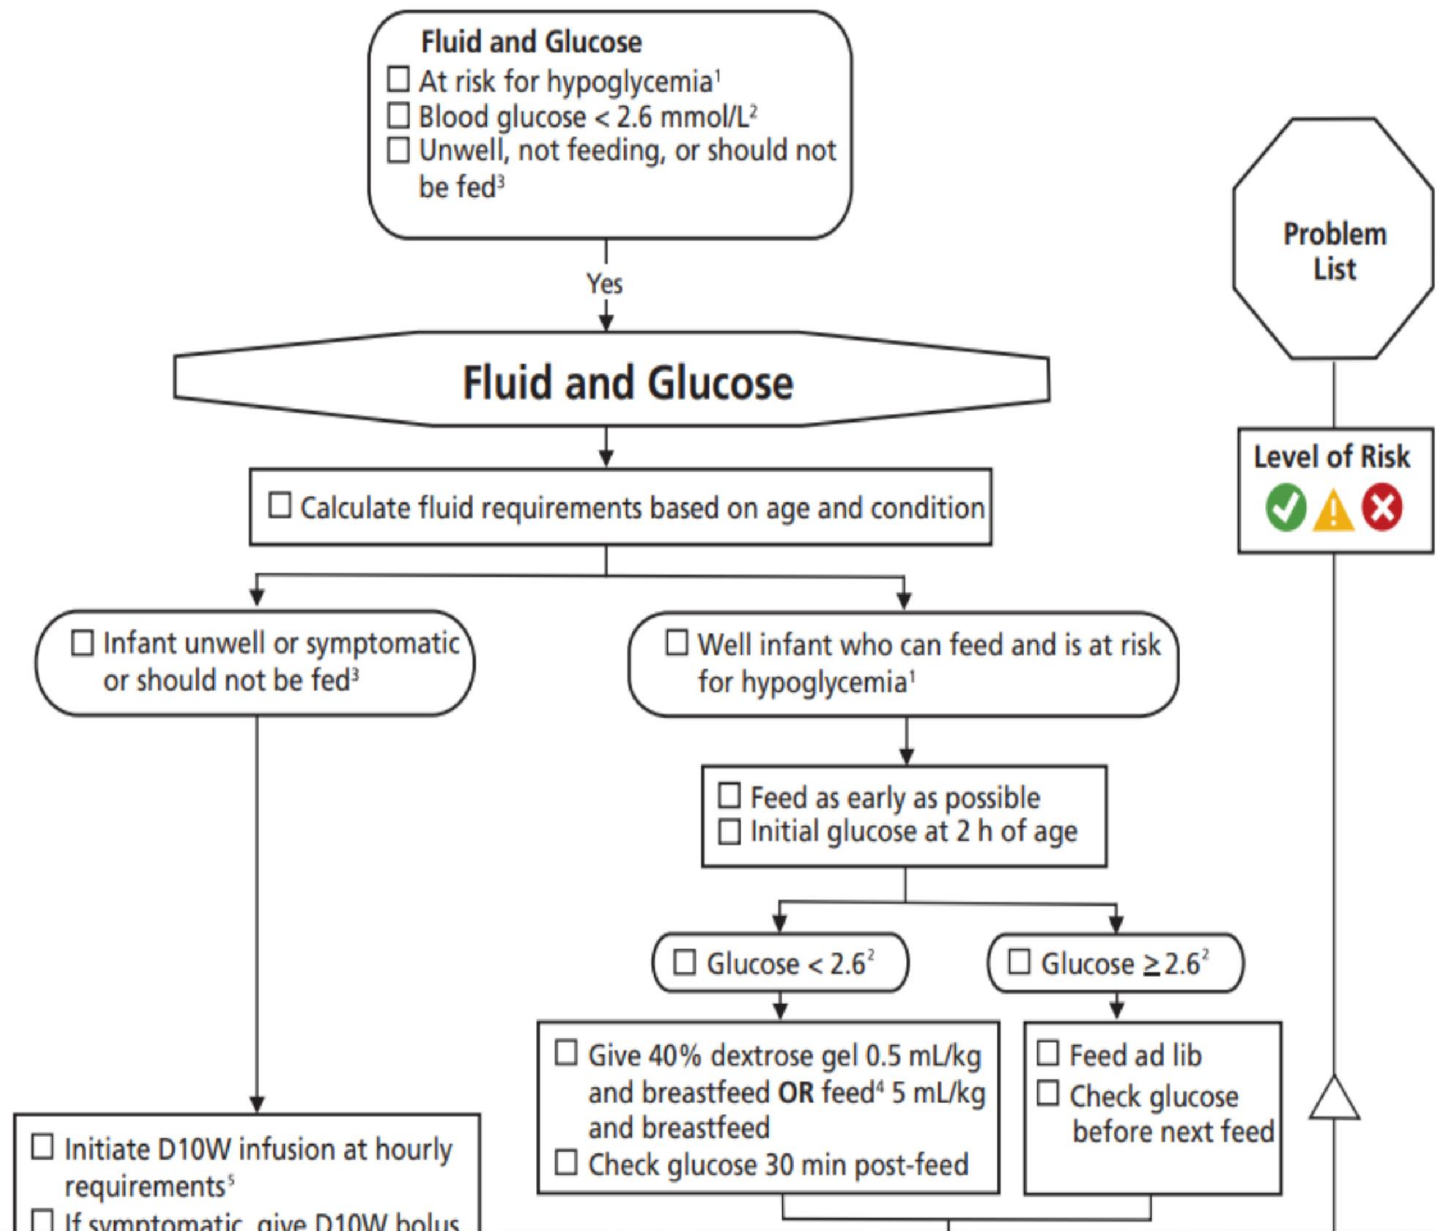 Fluid and Glucose
☐ At risk for hypoglycemia¹
☐ Blood glucose < 2.6 mmol/L²
☐ Unwell, not feeding, or should not
be fed³
Problem
List
Yes
Fluid and Glucose
Level of Risk
☐ Calculate fluid requirements based on age and condition
☐ Infant unwell or symptomatic
or should not be fed³
☐ Well infant who can feed and is at risk
for hypoglycemia¹
☐ Feed as early as possible
☐ Initial glucose at 2 h of age
☐ Glucose < 2.6²
☐ Glucose ≥ 2.6²
☐ Give 40% dextrose gel 0.5 mL/kg
and breastfeed OR feed⁴ 5 mL/kg
and breastfeed
☐ Check glucose 30 min post-feed
☐ Feed ad lib
☐ Check glucose
before next feed
☐ Initiate D10W infusion at hourly
requirements⁵
☐ If symptomatic, give D10W bolus